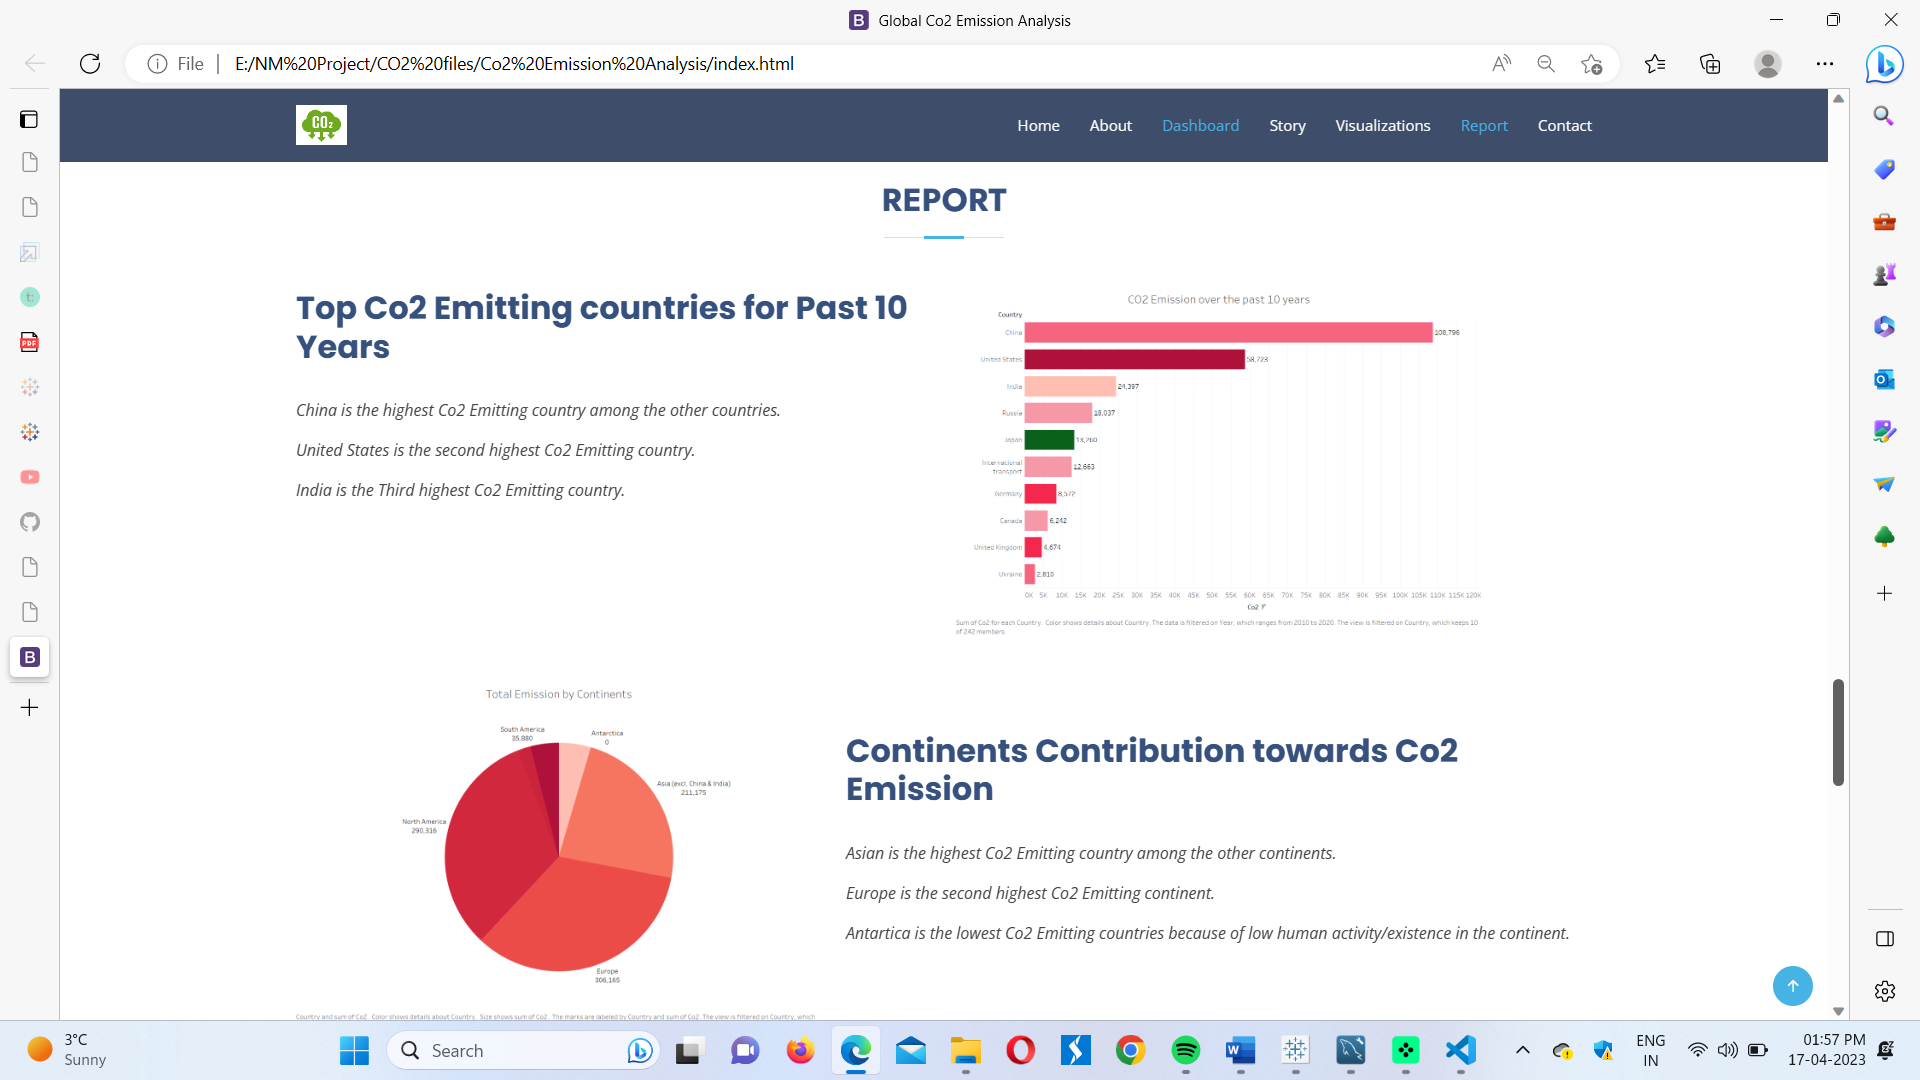 Global Co2 Emission Analysis
File
E:/NM%20Project/CO2%20files/Co2%20Emission%20Analysis/index.html
CO2
Home
About
Dashboard
Story
Visualizations
Report
Contact
REPORT
Top Co2 Emitting countries for Past 10
Years
China is the highest Co2 Emitting country among the other countries.
United States is the second highest Co2 Emitting country.
India is the Third highest Co2 Emitting country.
CO2 Emission over the past 10 years
Country
China 108,796
United States 58,723
India 24,397
Russia 18,037
Japan 13,260
International
transport 12,663
Germany 8,572
Canada 6,242
United Kingdom 4,674
Ukraine 2,810
0K 5K 10K 15K 20K 25K 30K 35K 40K 45K 50K 55K 60K 65K 70K 75K 80K 85K 90K 95K 100K 105K 110K 115K 120K
Co2
Sum of Co2 for each Country. Color shows details about Country. The data is filtered on Year, which ranges from 2010 to 2020. The view is filtered on Country, which keeps 10
of 242 members.
Total Emission by Continents
South America
35,880
Antarctica
0
Asia (excl. China & India)
211,175
North America
290,316
Europe
306,165
Country and sum of Co2. Color shows details about Country. Size shows sum of Co2. The marks are labeled by Country and sum of Co2. The view is filtered on Country, which
Continents Contribution towards Co2
Emission
Asian is the highest Co2 Emitting country among the other continents.
Europe is the second highest Co2 Emitting continent.
Antartica is the lowest Co2 Emitting countries because of low human activity/existence in the continent.
3°C
Sunny
Search
ENG
IN
01:57 PM
17-04-2023